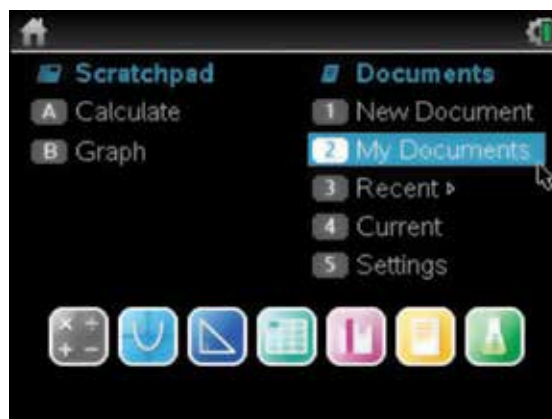 Scratchpad
A Calculate
B Graph
Documents
1 New Document
2 My Documents
3 Recent ▸
4 Current
5 Settings